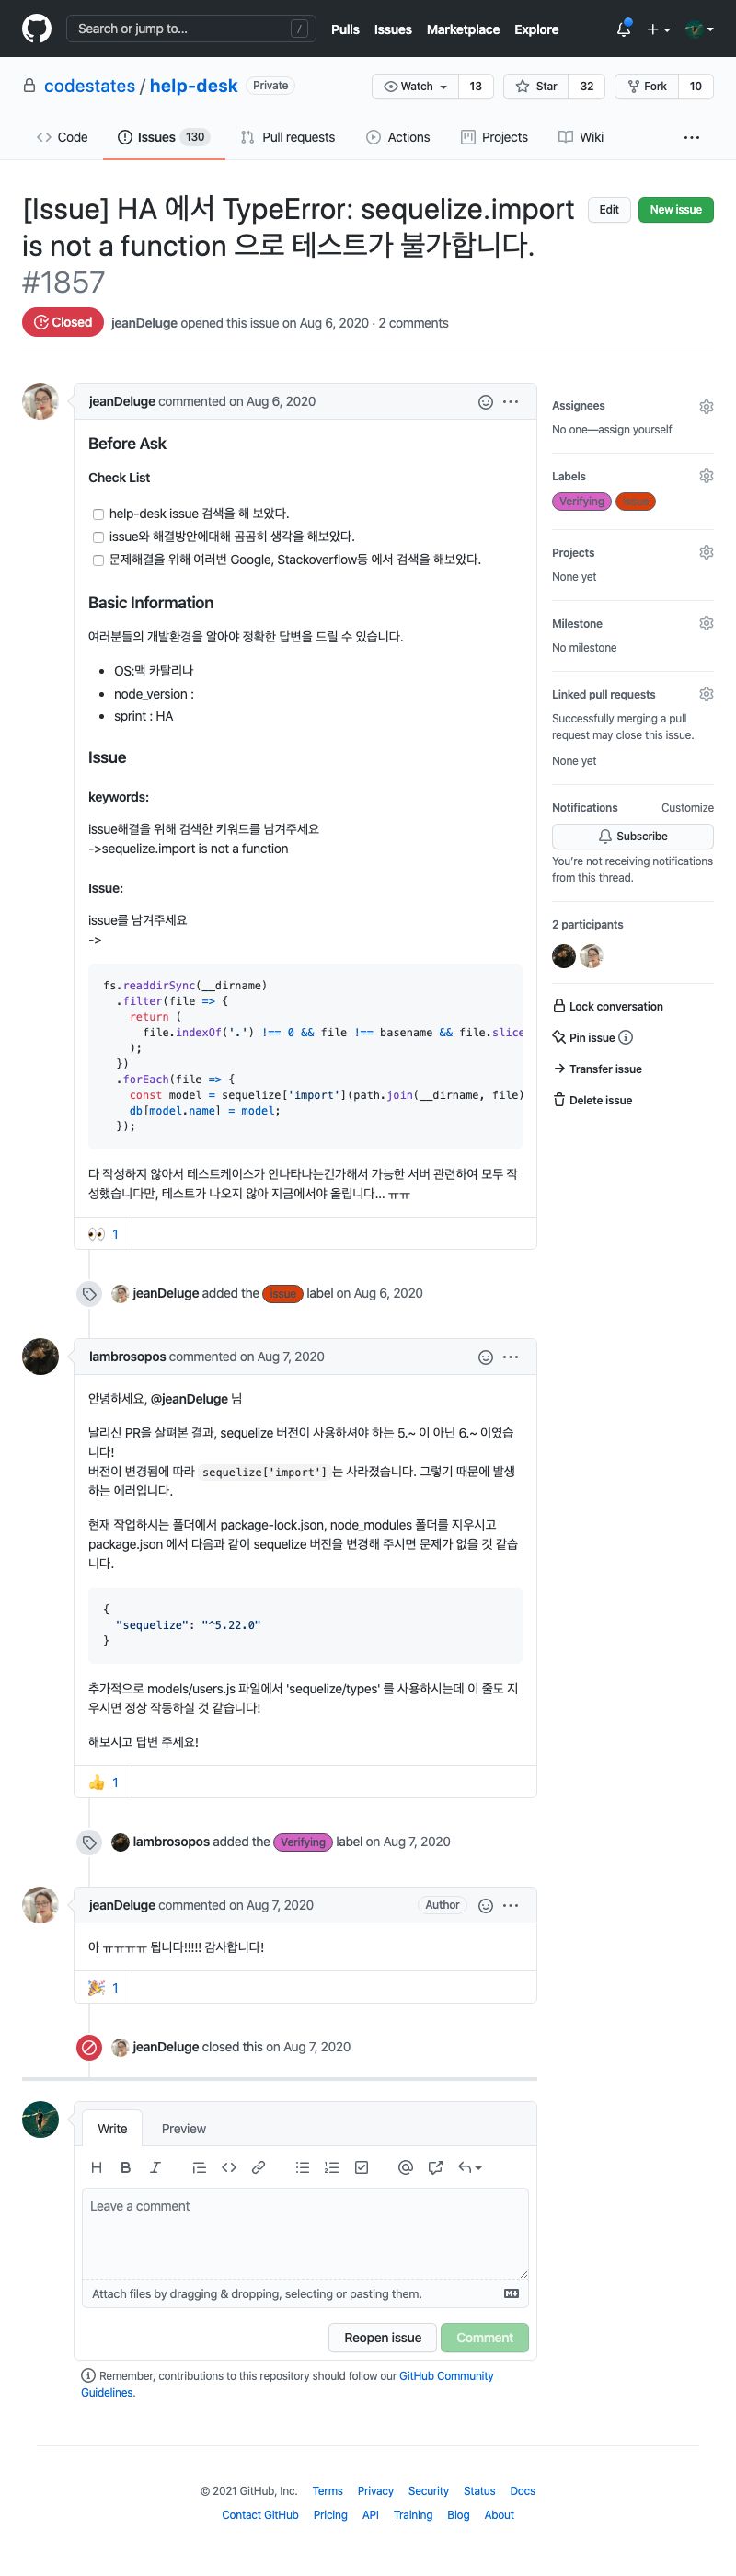 Search or jump to...
/
Pulls
Issues
Marketplace
Explore
codestates / help-desk
Private
Watch
13
Star
32
Fork
10
Code
Issues 130
Pull requests
Actions
Projects
Wiki
[Issue] HA 에서 TypeError: sequelize.import
is not a function 으로 테스트가 불가합니다.
#1857
Edit
New issue
Closed
jeanDeluge opened this issue on Aug 6, 2020 · 2 comments
jeanDeluge commented on Aug 6, 2020
Before Ask
Check List
help-desk issue 검색을 해 보았다.
issue와 해결방안에대해 곰곰히 생각을 해보았다.
문제해결을 위해 여러번 Google, Stackoverflow등 에서 검색을 해보았다.
Basic Information
여러분들의 개발환경을 알아야 정확한 답변을 드릴 수 있습니다.
OS:맥 카탈리나
node_version :
sprint : HA
Issue
keywords:
issue해결을 위해 검색한 키워드를 남겨주세요
->sequelize.import is not a function
Issue:
issue를 남겨주세요
->
fs.readdirSync(__dirname)
.filter(file => {
return (
file.indexOf('.') !== 0 && file !== basename && file.slice
);
})
.forEach(file => {
const model = sequelize['import'](path.join(__dirname, file)
db[model.name] = model;
});
다 작성하지 않아서 테스트케이스가 안나타나는건가해서 가능한 서버 관련하여 모두 작
성했습니다만, 테스트가 나오지 않아 지금에서야 올립니다... ㅠㅠ
1
jeanDeluge added the issue label on Aug 6, 2020
lambrosopos commented on Aug 7, 2020
안녕하세요, @jeanDeluge 님
날리신 PR을 살펴본 결과, sequelize 버전이 사용하셔야 하는 5.~ 이 아닌 6.~ 이였습
니다!
버전이 변경됨에 따라 sequelize['import'] 는 사라졌습니다. 그렇기 때문에 발생
하는 에러입니다.
현재 작업하시는 폴더에서 package-lock.json, node_modules 폴더를 지우시고
package.json 에서 다음과 같이 sequelize 버전을 변경해 주시면 문제가 없을 것 같습
니다.
{
"sequelize": "^5.22.0"
}
추가적으로 models/users.js 파일에서 'sequelize/types' 를 사용하시는데 이 줄도 지
우시면 정상 작동하실 것 같습니다!
해보시고 답변 주세요!
1
lambrosopos added the Verifying label on Aug 7, 2020
jeanDeluge commented on Aug 7, 2020
Author
아 ㅠㅠㅠㅠ 됩니다!!!!! 감사합니다!
1
jeanDeluge closed this on Aug 7, 2020
Assignees
No one—assign yourself
Labels
Verifying
issue
Projects
None yet
Milestone
No milestone
Linked pull requests
Successfully merging a pull
request may close this issue.
None yet
Notifications
Customize
Subscribe
You're not receiving notifications
from this thread.
2 participants
Lock conversation
Pin issue
Transfer issue
Delete issue
Write
Preview
H B I
Leave a comment
Attach files by dragging & dropping, selecting or pasting them.
Reopen issue
Comment
Remember, contributions to this repository should follow our GitHub Community
Guidelines.
© 2021 GitHub, Inc.
Terms
Privacy
Security
Status
Docs
Contact GitHub
Pricing
API
Training
Blog
About